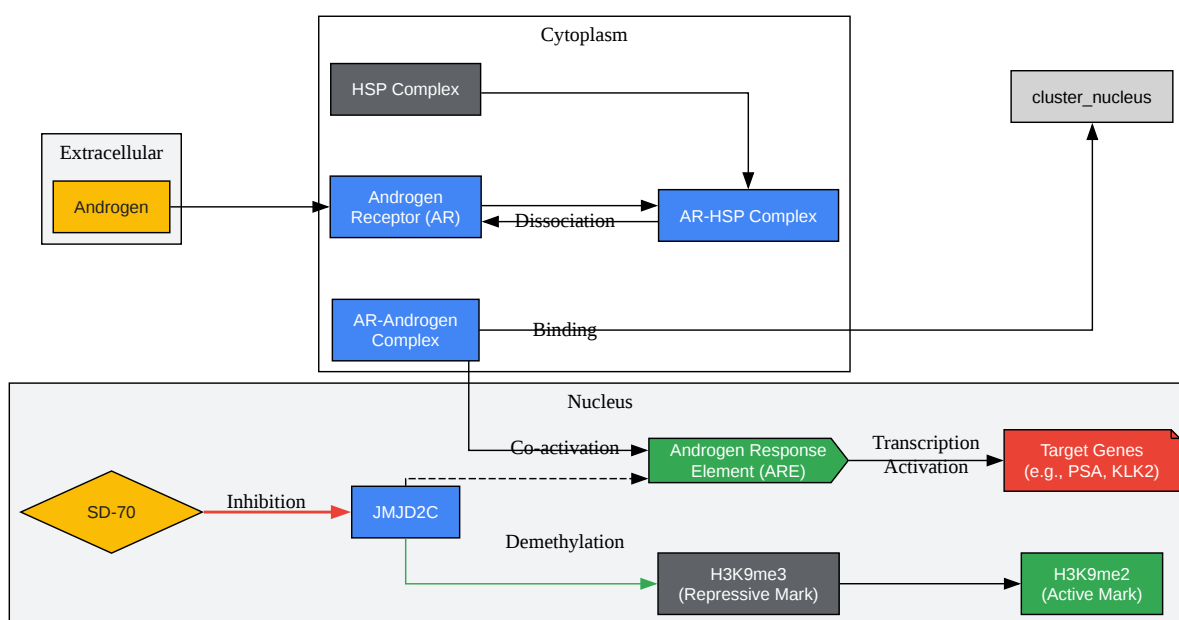 Cytoplasm
HSP Complex
cluster_nucleus
Extracellular
Androgen
Androgen
Receptor (AR)
Dissociation
AR-HSP Complex
AR-Androgen
Complex
Binding
Nucleus
Co-activation
Androgen Response
Element (ARE)
Transcription
Activation
Target Genes
(e.g., PSA, KLK2)
SD-70
Inhibition
JMJD2C
Demethylation
H3K9me3
(Repressive Mark)
H3K9me2
(Active Mark)